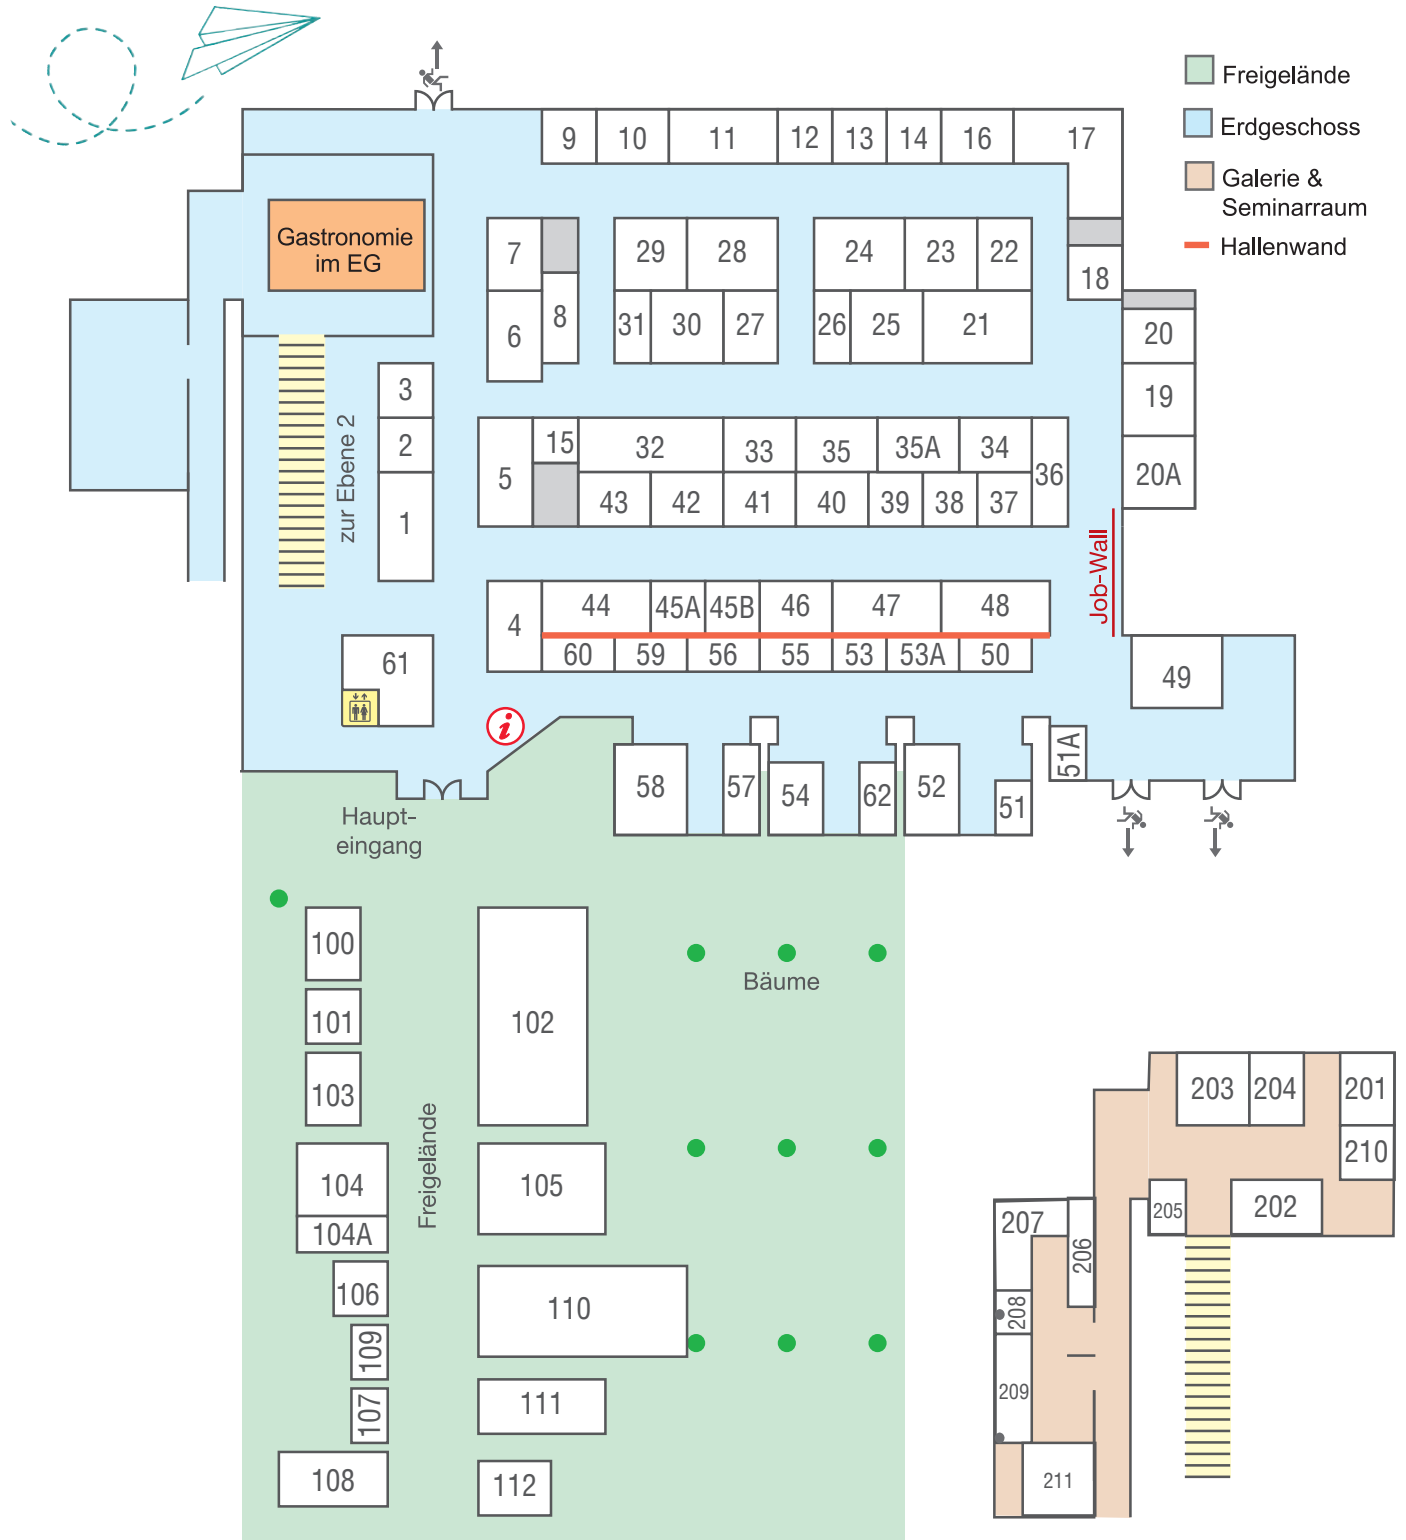 Freigelände
Erdgeschoss
Galerie &
Seminarraum
Hallenwand
9 10 11 12 13 14 16 17
Gastronomie
im EG
7 29 28 24 23 22 18
6 8 31 30 27 26 25 21 20
3 19
2 5 15 32 33 35 35A 34 36 20A
zur Ebene 2
1 43 42 41 40 39 38 37
Job-Wall
4 44 45A 45B 46 47 48
61 60 59 56 55 53 53A 50 49
i
58 57 54 62 52 51 51A
Haupt-
eingang
100
101 102
103
Bäume
Freigelände
104 105
104A
106 110
109
107 111
108 112
203 204 201
210
205 202
207 206
208
209
211